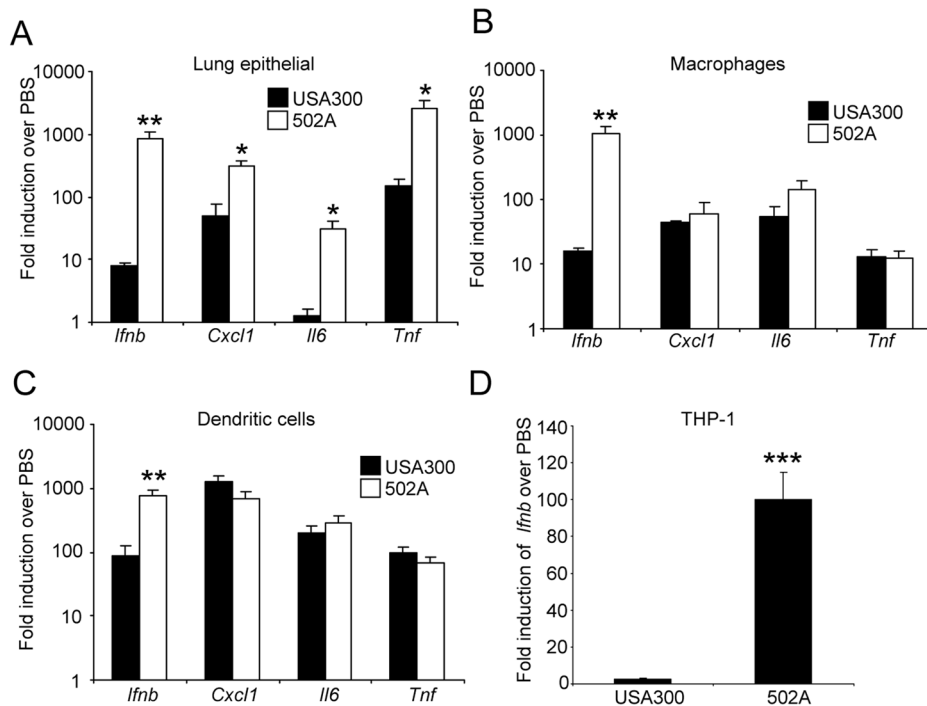 A
Lung epithelial
Fold induction over PBS
10000
1000
100
10
1
USA300
502A
**
*
*
*
Ifnb
Cxcl1
Il6
Tnf
B
Macrophages
Fold induction over PBS
10000
1000
100
10
1
USA300
502A
**
Ifnb
Cxcl1
Il6
Tnf
C
Dendritic cells
Fold induction over PBS
10000
1000
100
10
1
USA300
502A
**
Ifnb
Cxcl1
Il6
Tnf
D
THP-1
Fold induction of Ifnb over PBS
140
120
100
80
60
40
20
0
***
USA300
502A